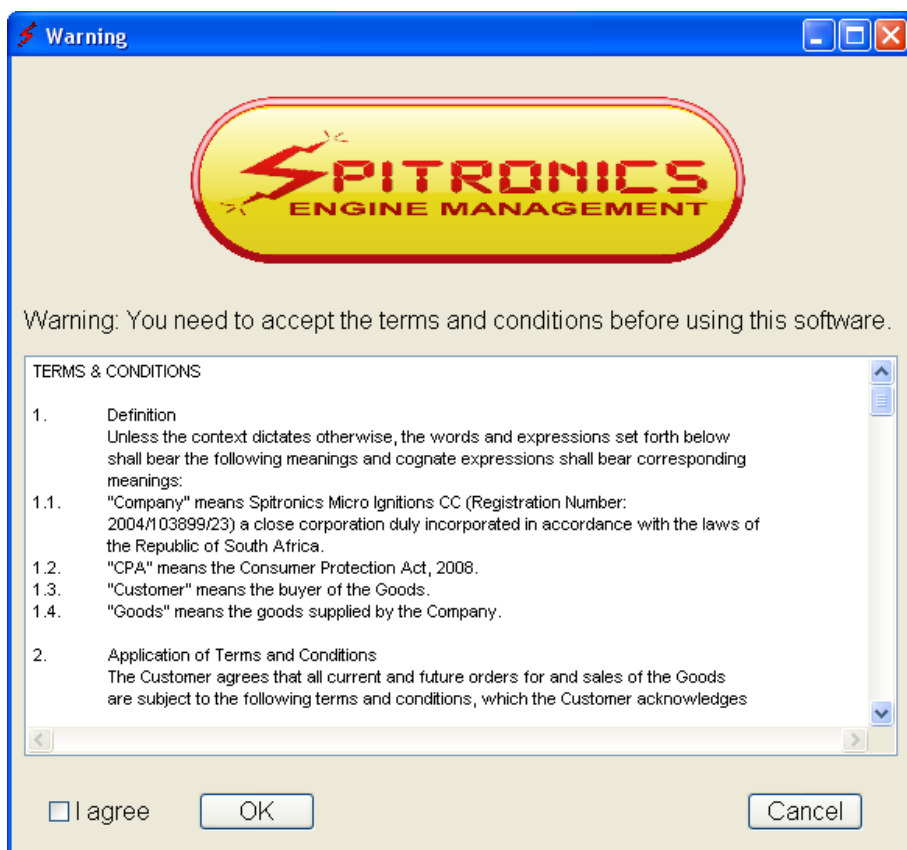 Warning
SPITRONICS
ENGINE MANAGEMENT
Warning: You need to accept the terms and conditions before using this software.
TERMS & CONDITIONS
1. Definition
Unless the context dictates otherwise, the words and expressions set forth below
shall bear the following meanings and cognate expressions shall bear corresponding
meanings:
1.1. "Company" means Spitronics Micro Ignitions CC (Registration Number:
2004/103899/23) a close corporation duly incorporated in accordance with the laws of
the Republic of South Africa.
1.2. "CPA" means the Consumer Protection Act, 2008.
1.3. "Customer" means the buyer of the Goods.
1.4. "Goods" means the goods supplied by the Company.
2. Application of Terms and Conditions
The Customer agrees that all current and future orders for and sales of the Goods
are subject to the following terms and conditions, which the Customer acknowledges
I agree OK Cancel